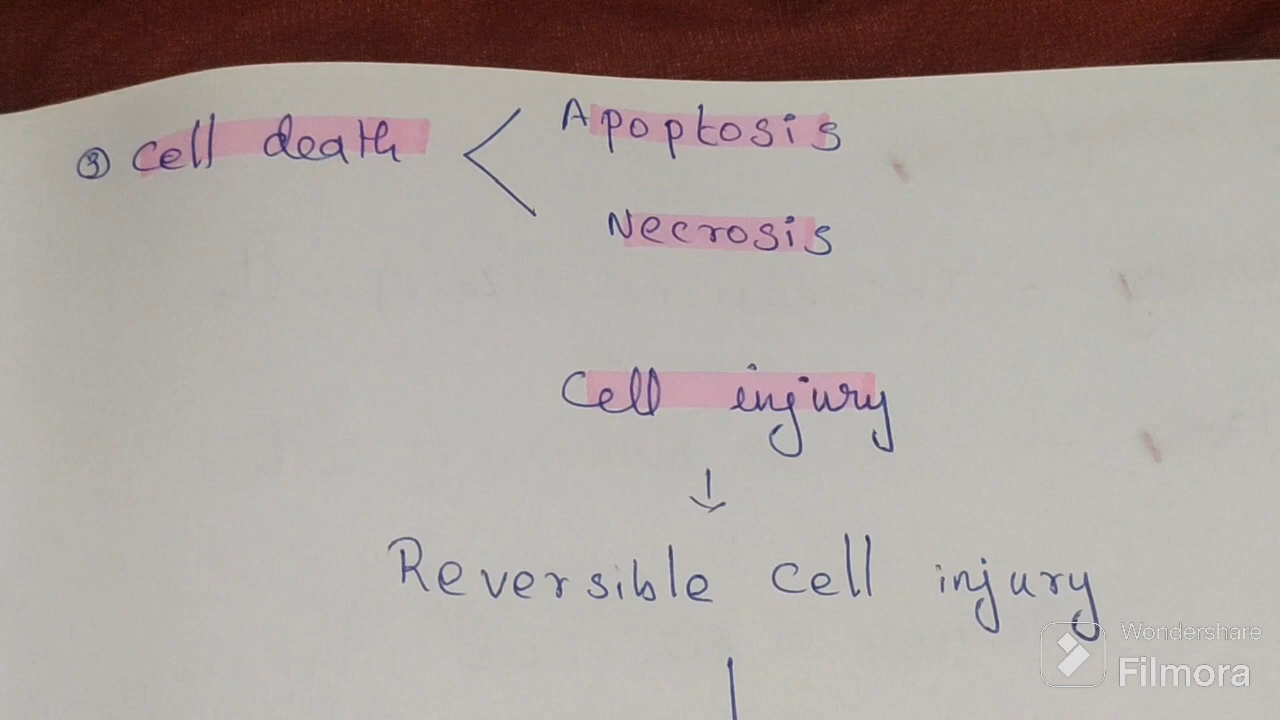 ③ Cell death < Apoptosis
Necrosis
Cell injury
↓
Reversible cell injury
Wondershare
Filmora